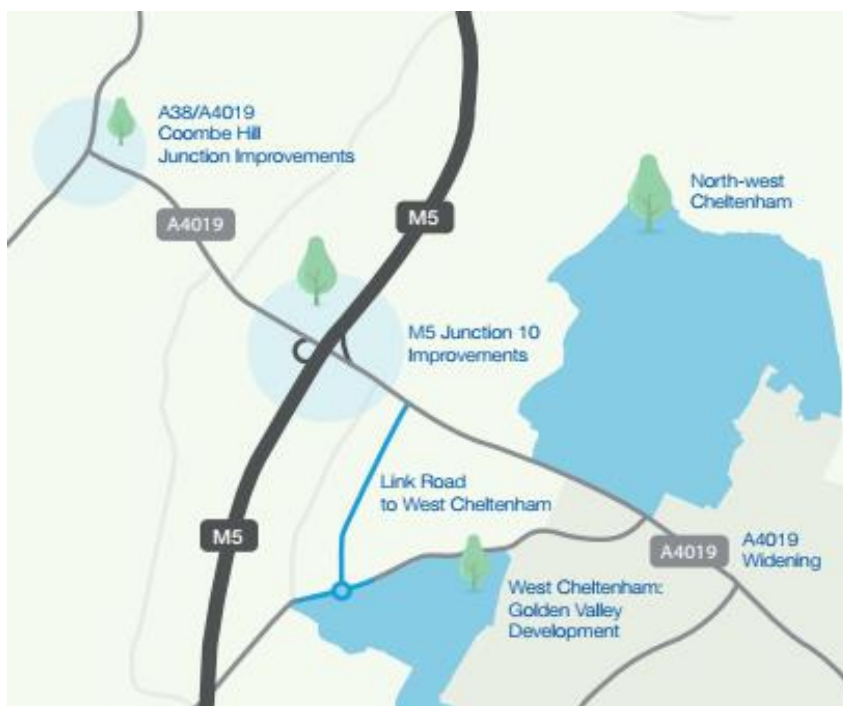 A38/A4019
Coombe Hill
Junction Improvements
North-west
Cheltenham
A4019
M5
M5 Junction 10
Improvements
Link Road
to West Cheltenham
M5
A4019
A4019
Widening
West Cheltenham:
Golden Valley
Development